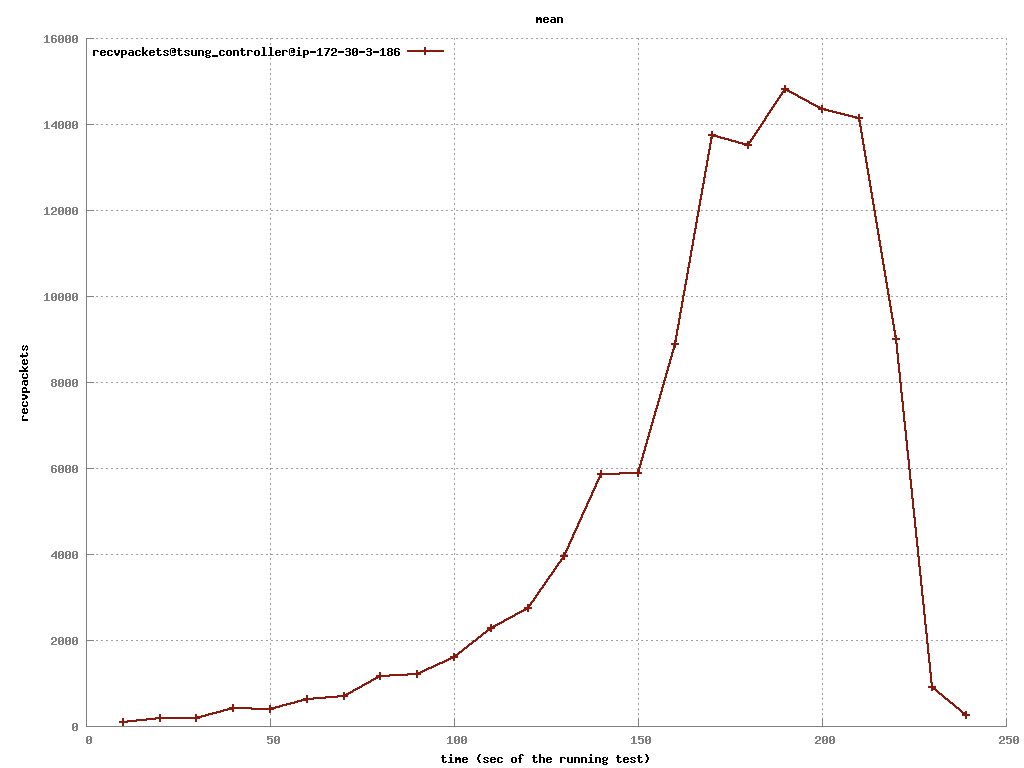 mean
16000
recvpackets@tsung_controller@ip-172-30-3-186
14000
12000
10000
recvpackets
8000
6000
4000
2000
0
0 50 100 150 200 250
time (sec of the running test)